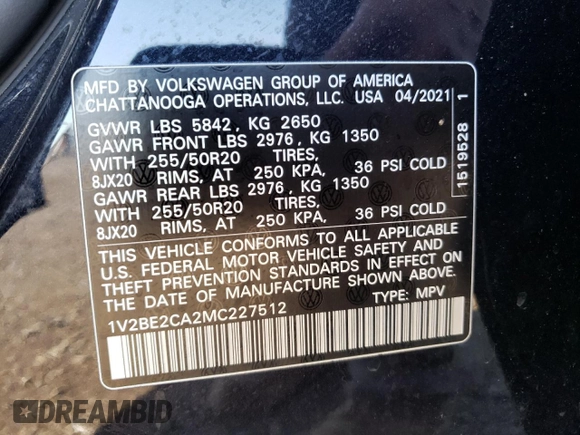 MFD BY VOLKSWAGEN GROUP OF AMERICA
CHATTANOOGA OPERATIONS, LLC. USA 04/2021
GVWR LBS 5842, KG 2650
GAWR FRONT LBS 2976, KG 1350
WITH 255/50R20 TIRES,
8JX20 RIMS, AT 250 KPA, 36 PSI COLD
GAWR REAR LBS 2976, KG 1350
WITH 255/50R20 TIRES,
8JX20 RIMS, AT 250 KPA, 36 PSI COLD
THIS VEHICLE CONFORMS TO ALL APPLICABLE
U.S. FEDERAL MOTOR VEHICLE SAFETY AND
THEFT PREVENTION STANDARDS IN EFFECT ON
THE DATE OF MANUFACTURE SHOWN ABOVE.
1V2BE2CA2MC227512 TYPE: MPV
1519528 1
DREAMBID